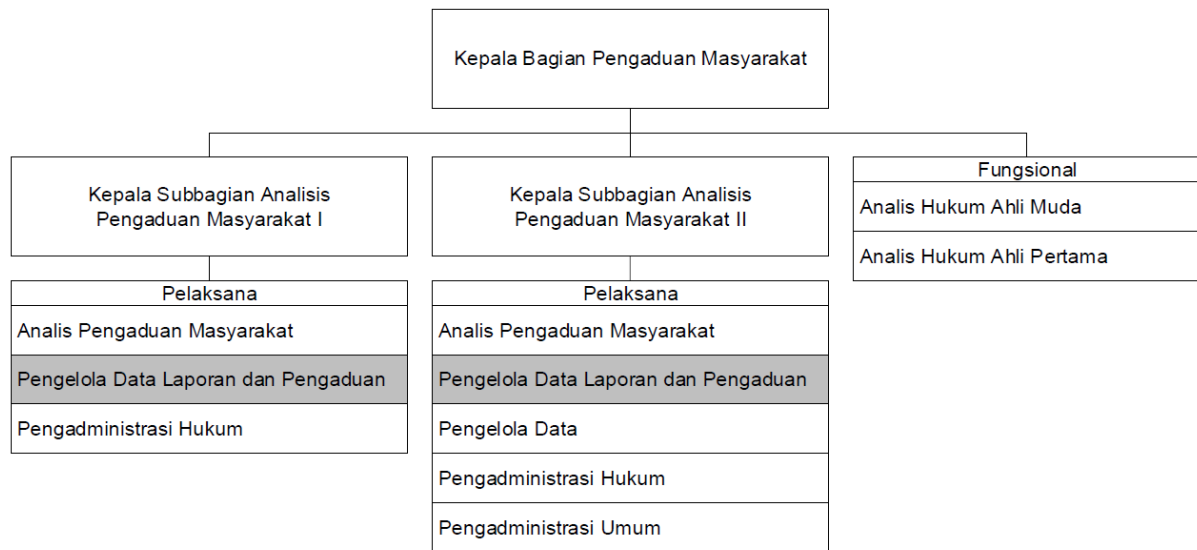 Kepala Bagian Pengaduan Masyarakat
Kepala Subbagian Analisis
Pengaduan Masyarakat I
Kepala Subbagian Analisis
Pengaduan Masyarakat II
Fungsional
Analis Hukum Ahli Muda
Analis Hukum Ahli Pertama
Pelaksana
Analis Pengaduan Masyarakat
Pengelola Data Laporan dan Pengaduan
Pengadministrasi Hukum
Pelaksana
Analis Pengaduan Masyarakat
Pengelola Data Laporan dan Pengaduan
Pengelola Data
Pengadministrasi Hukum
Pengadministrasi Umum